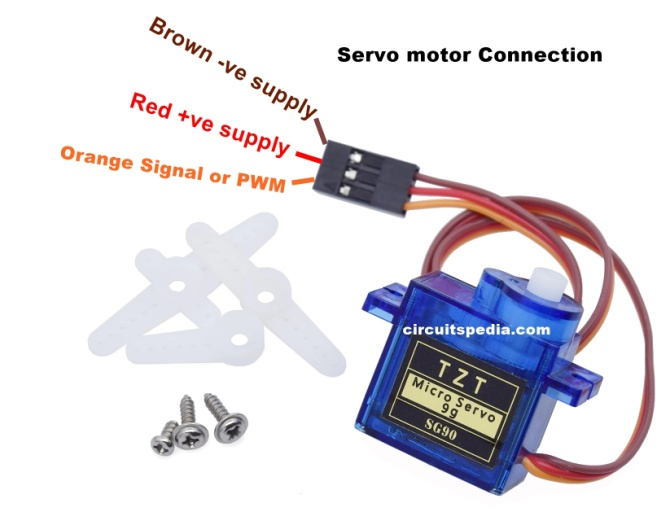 Servo motor Connection
Brown -ve supply
Red +ve supply
Orange Signal or PWM
circuitspedia.com
TZT
Micro Servo
9g
SG90